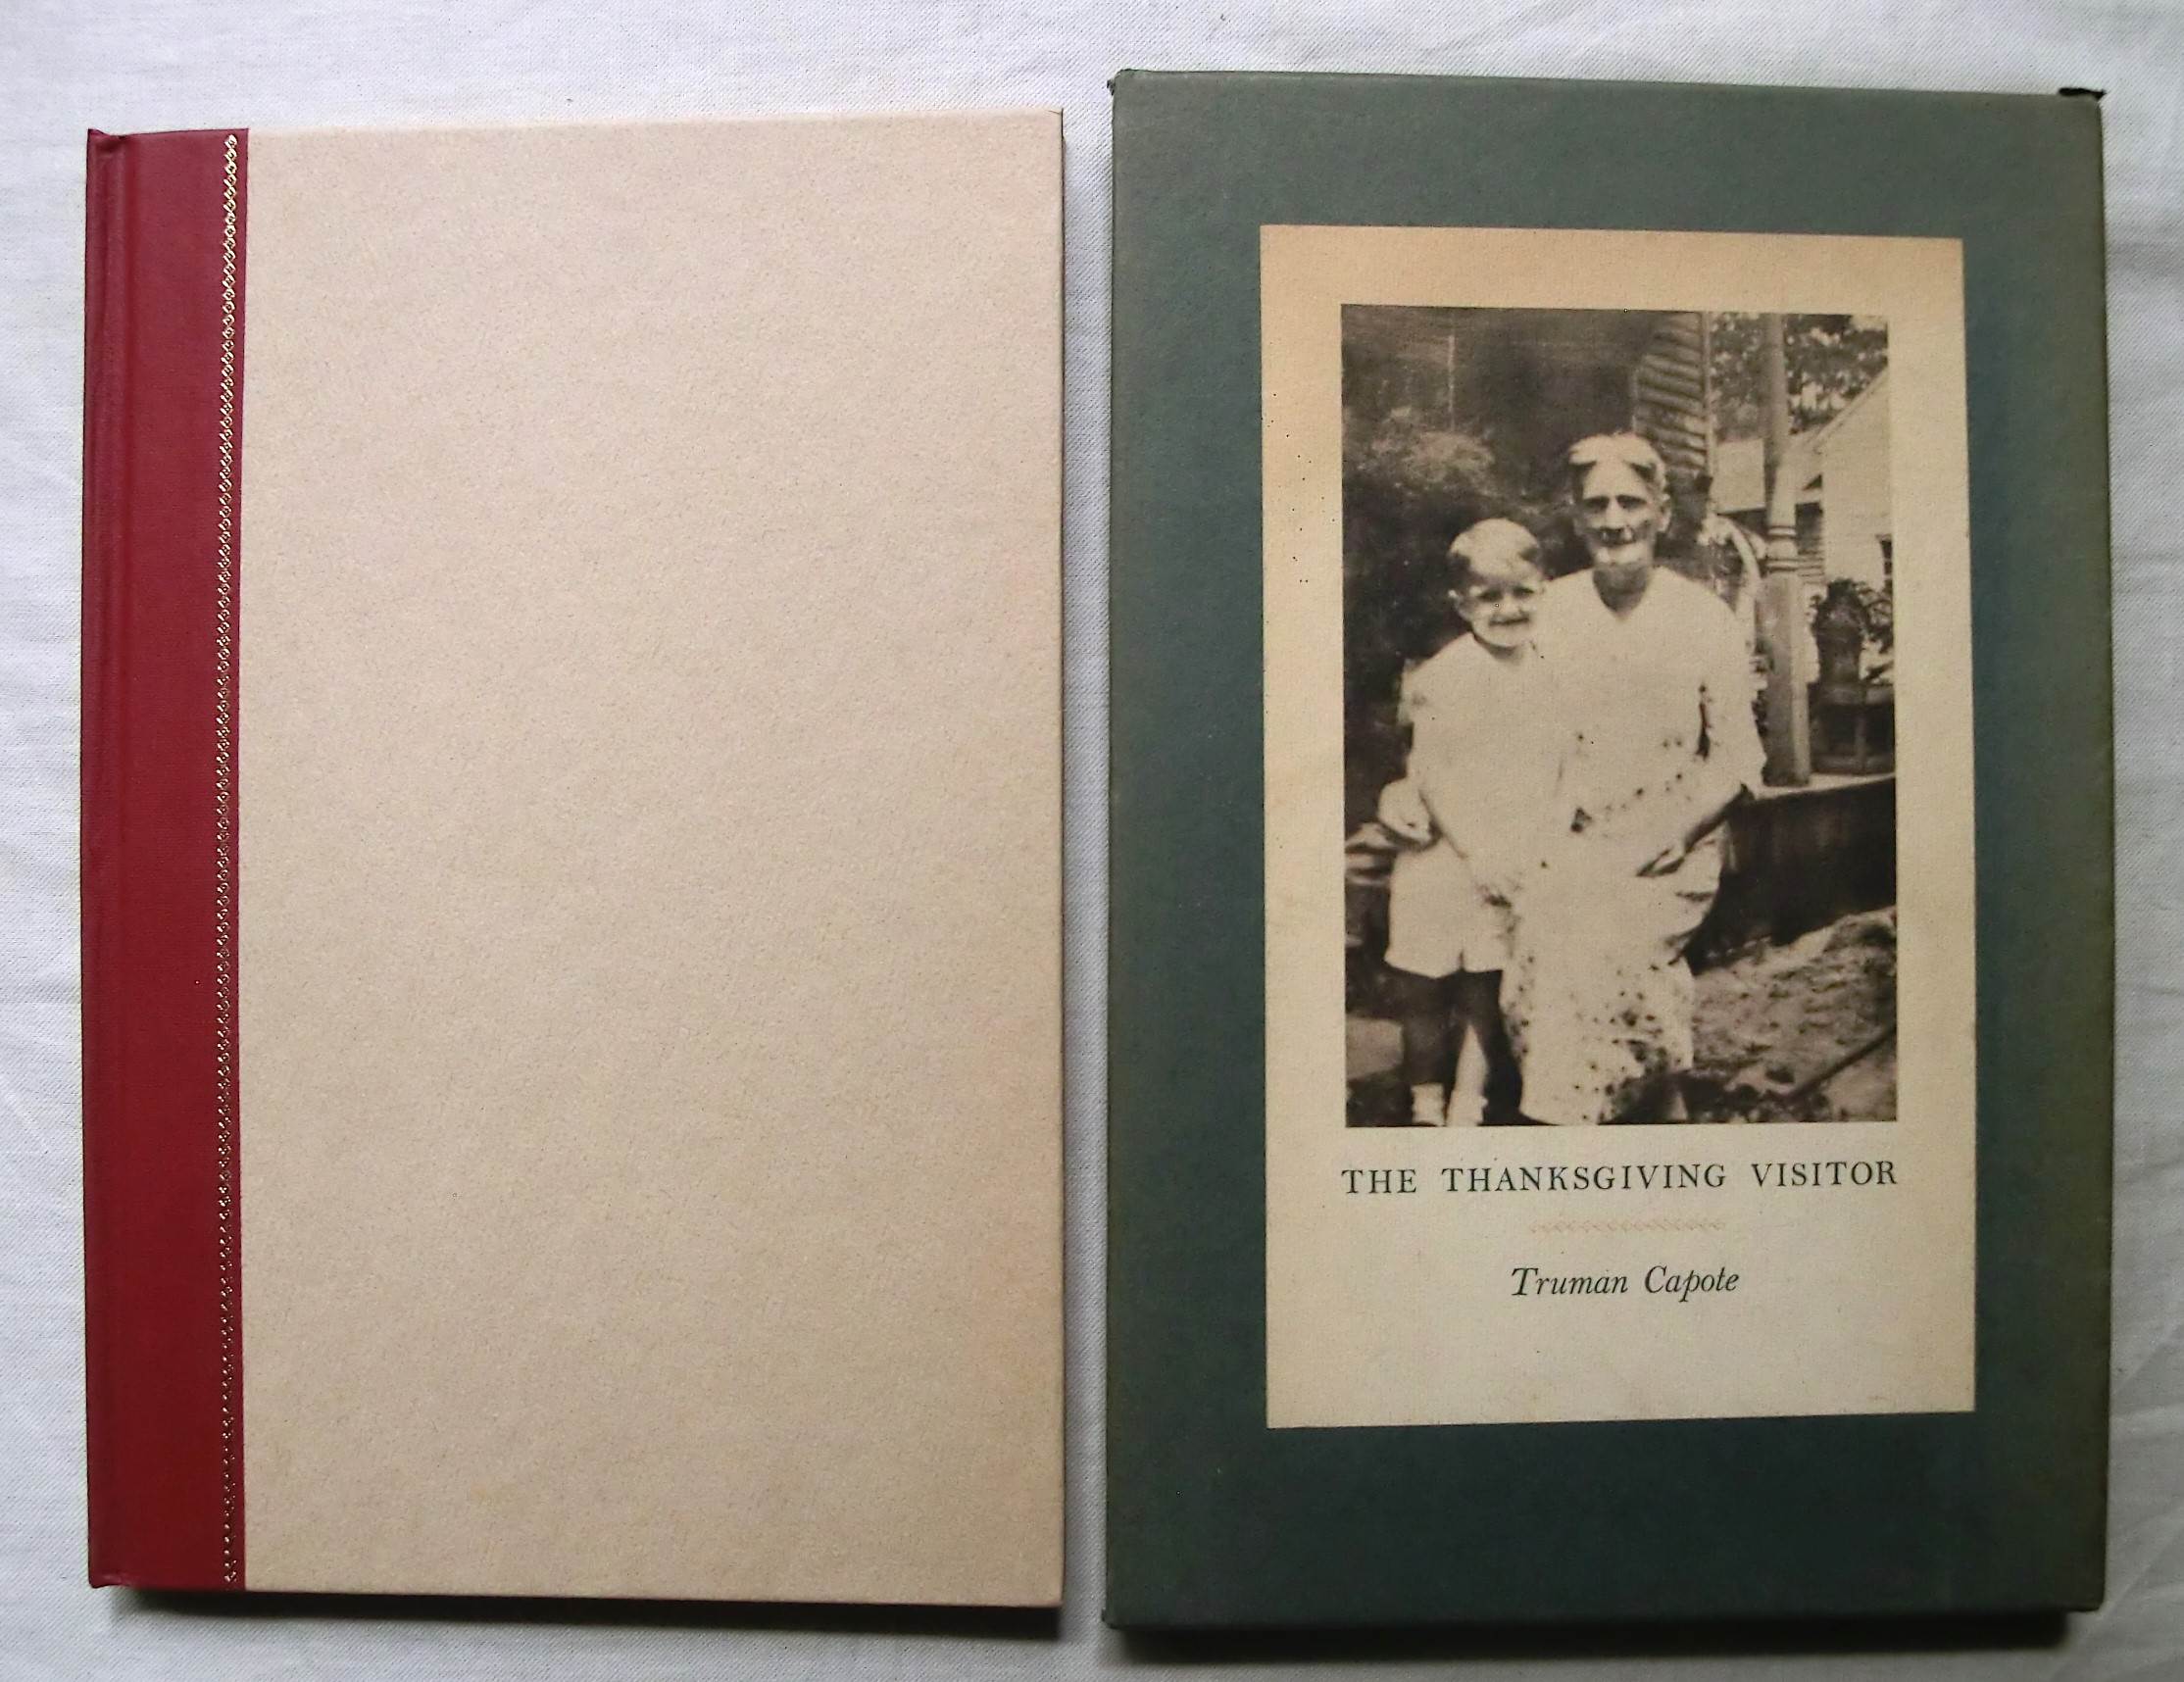 THE THANKSGIVING VISITOR
Truman Capote